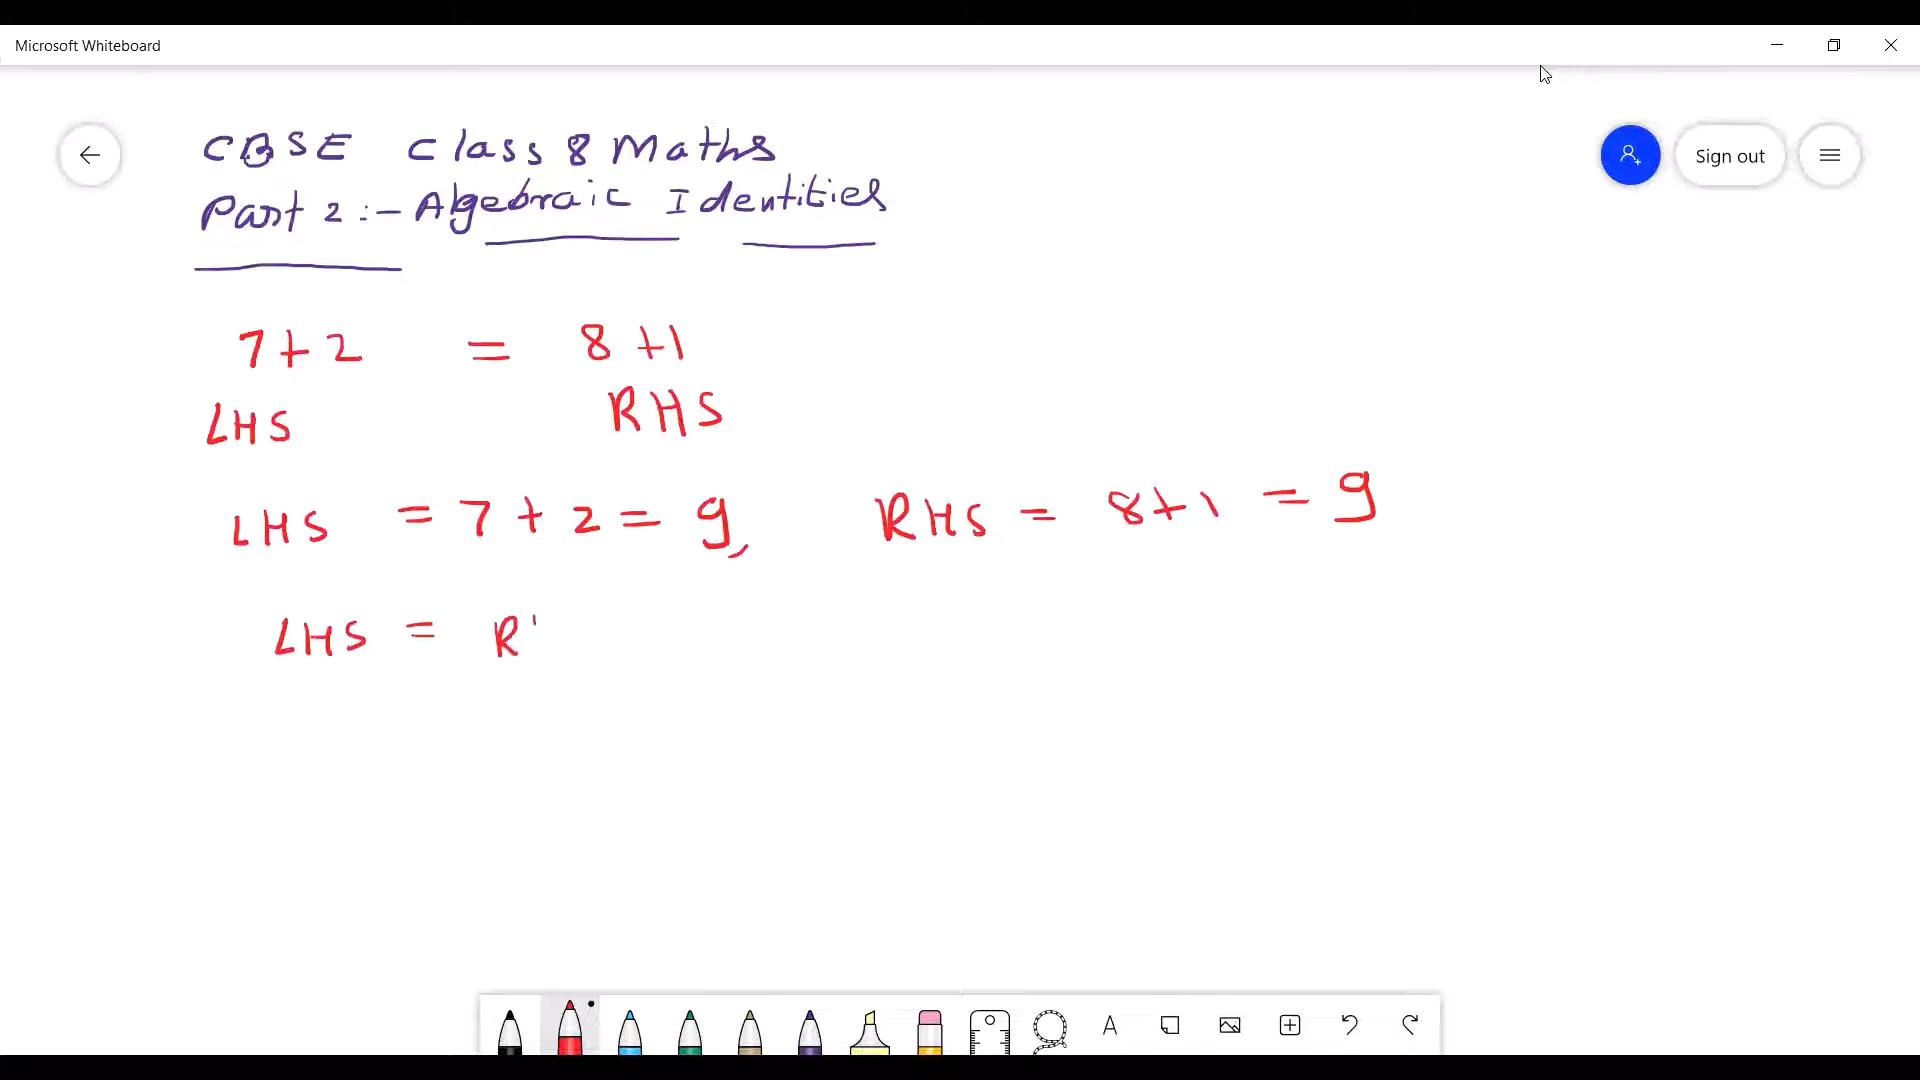 Microsoft Whiteboard
Sign out
CBSE Class 8 Maths
Part 2 :- Algebraic Identities
7+2 = 8+1
LHS RHS
LHS = 7 + 2 = 9, RHS = 8+1 = 9
LHS = R
A